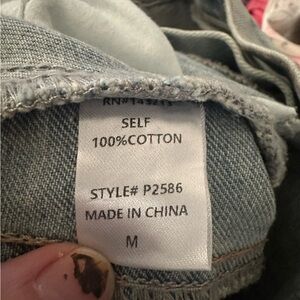 SELF
100%COTTON
STYLE# P2586
MADE IN CHINA
M